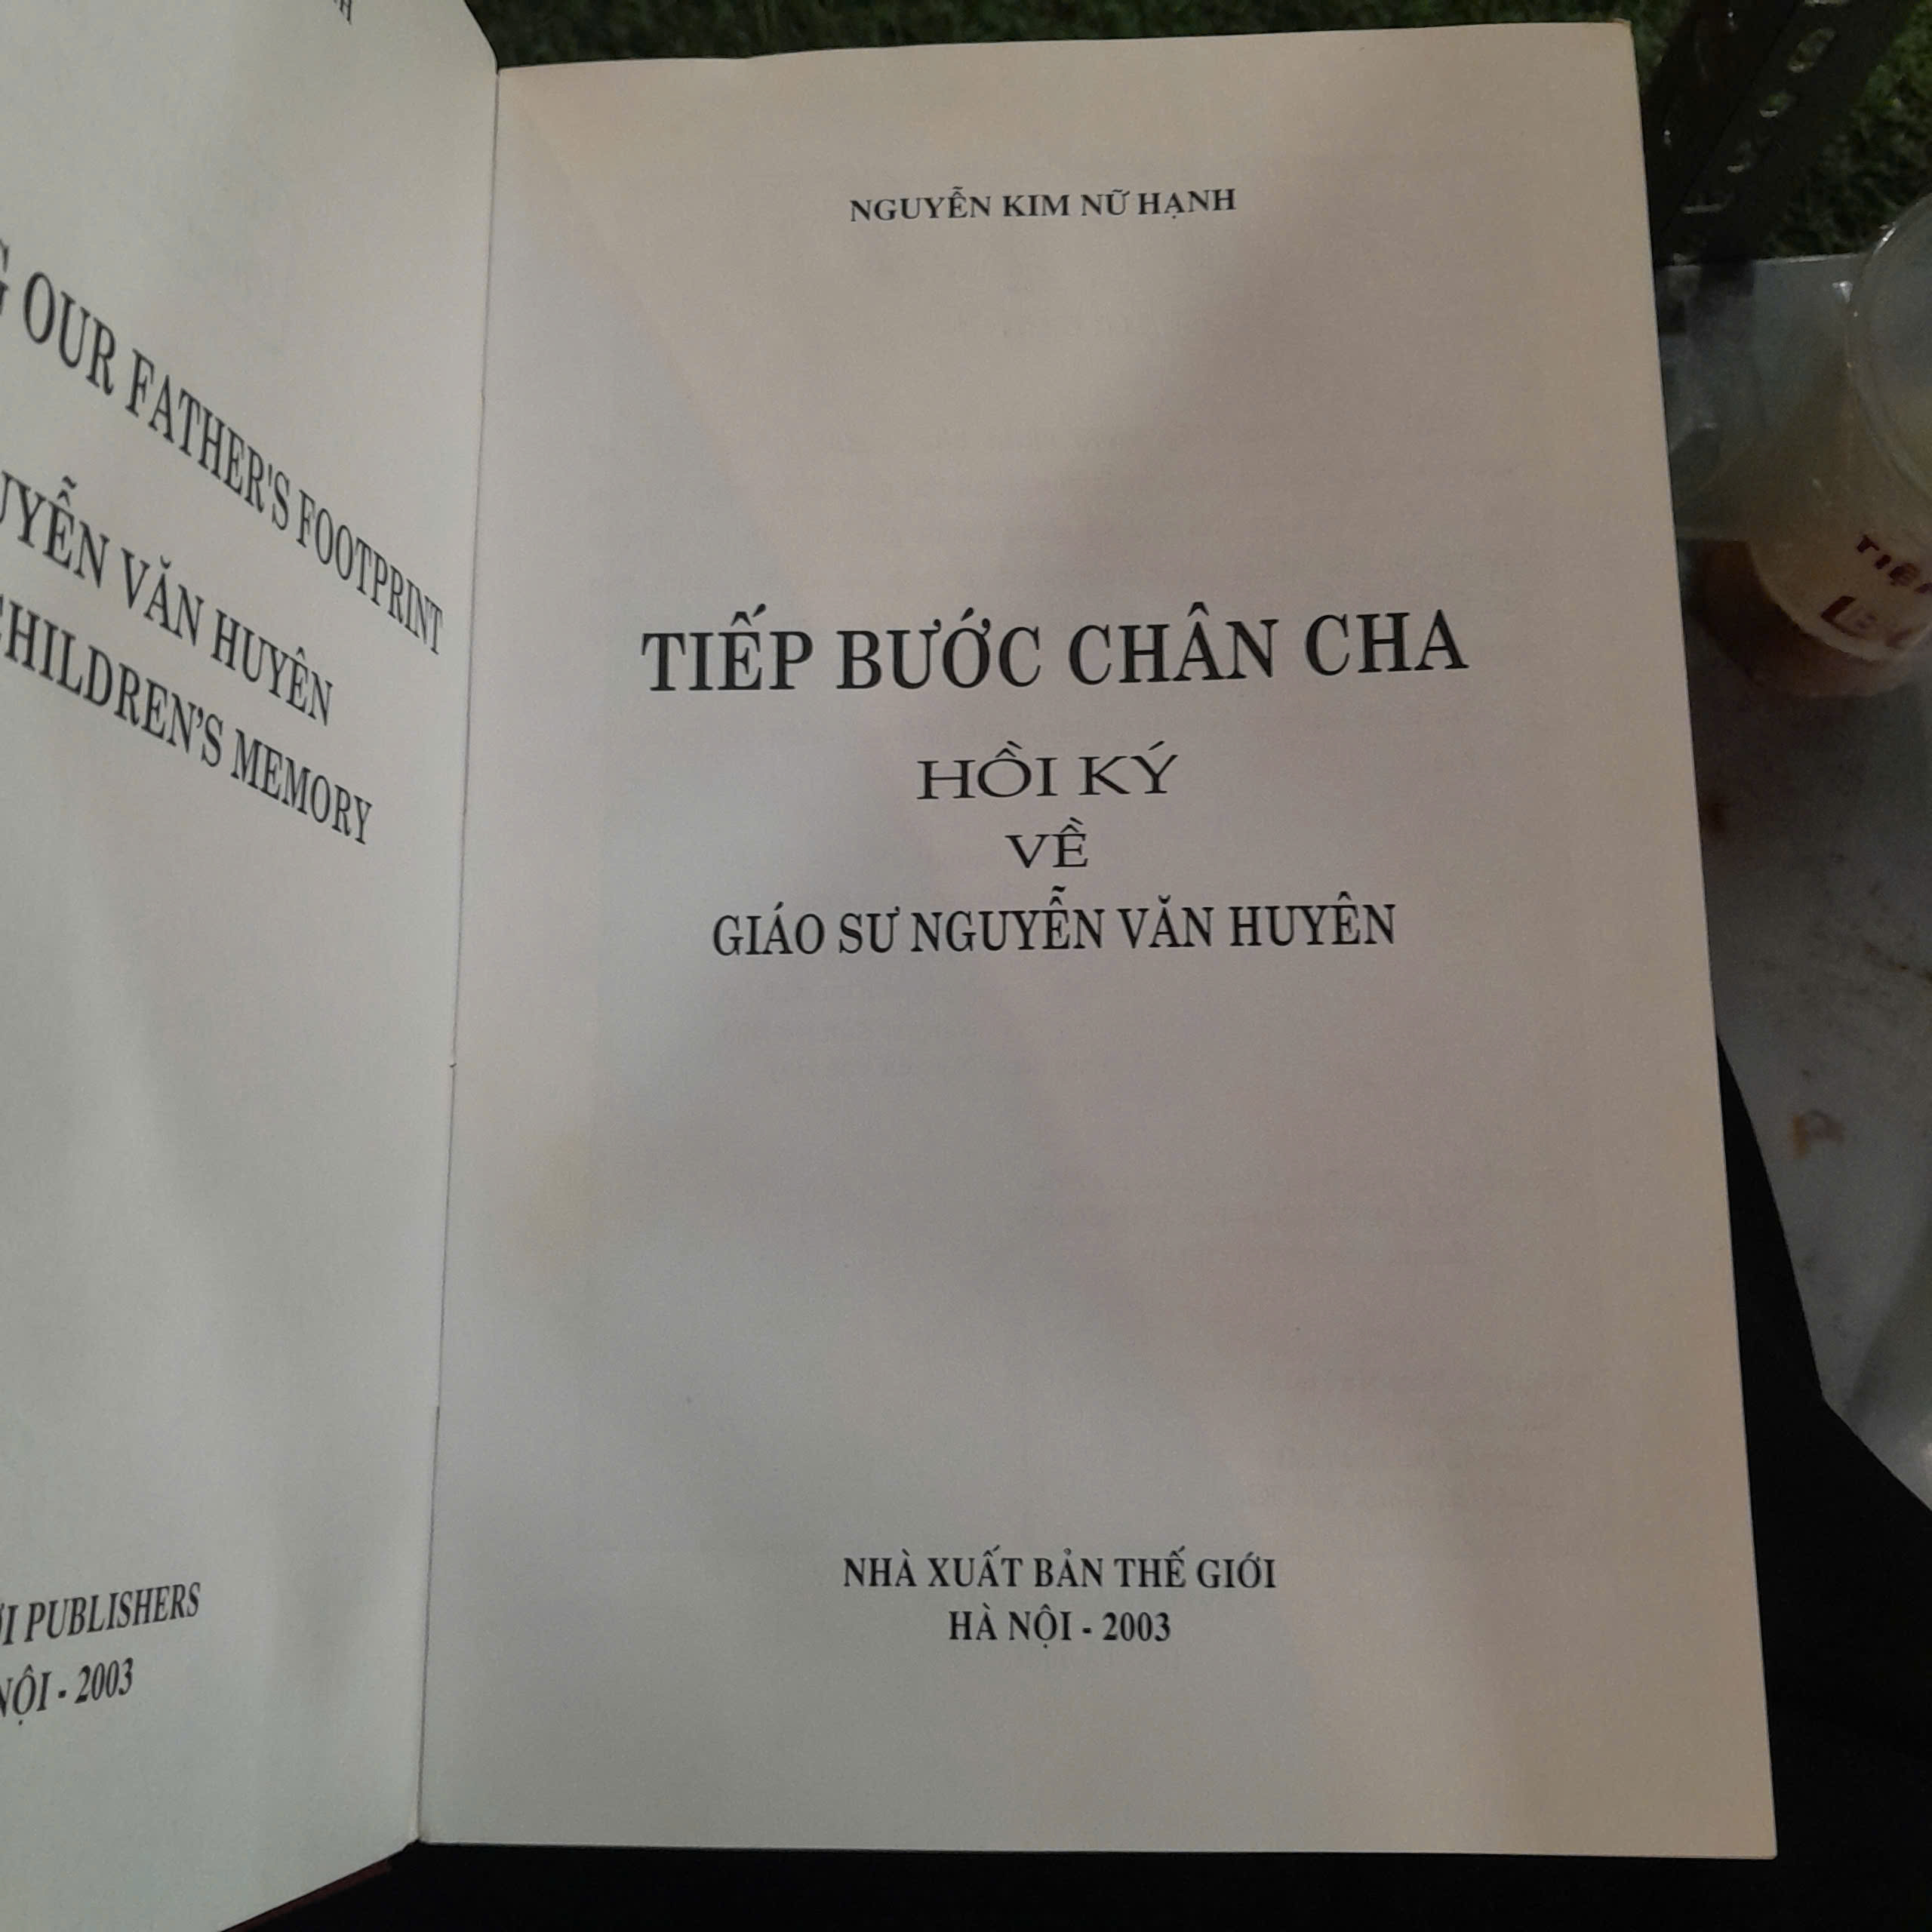 OUR FATHER'S FOOTPRINT
VĂN HUYÊN
CHILDREN'S MEMORY
PUBLISHERS
2003
NGUYỄN KIM NỮ HẠNH
TIẾP BƯỚC CHÂN CHA
HỒI KÝ
VỀ
GIÁO SƯ NGUYỄN VĂN HUYÊN
NHÀ XUẤT BẢN THẾ GIỚI
HÀ NỘI - 2003